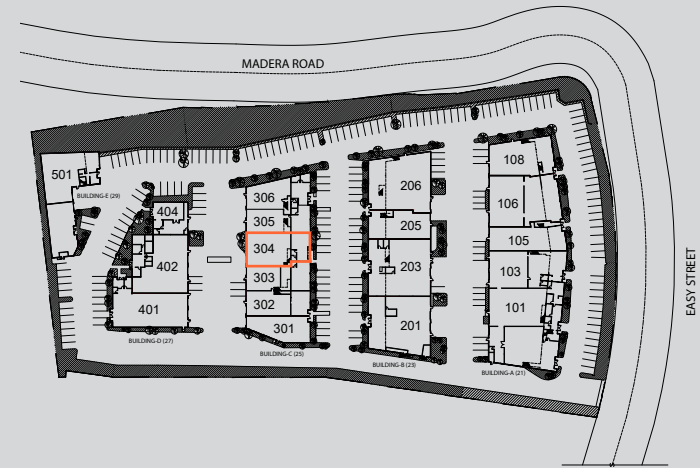 MADERA ROAD
EASY STREET
501
BUILDING-E (29)
404
402
401
BUILDING-D (27)
306
305
304
303
302
301
BUILDING-C (25)
206
205
203
201
BUILDING-B (23)
108
106
105
103
101
BUILDING-A (21)